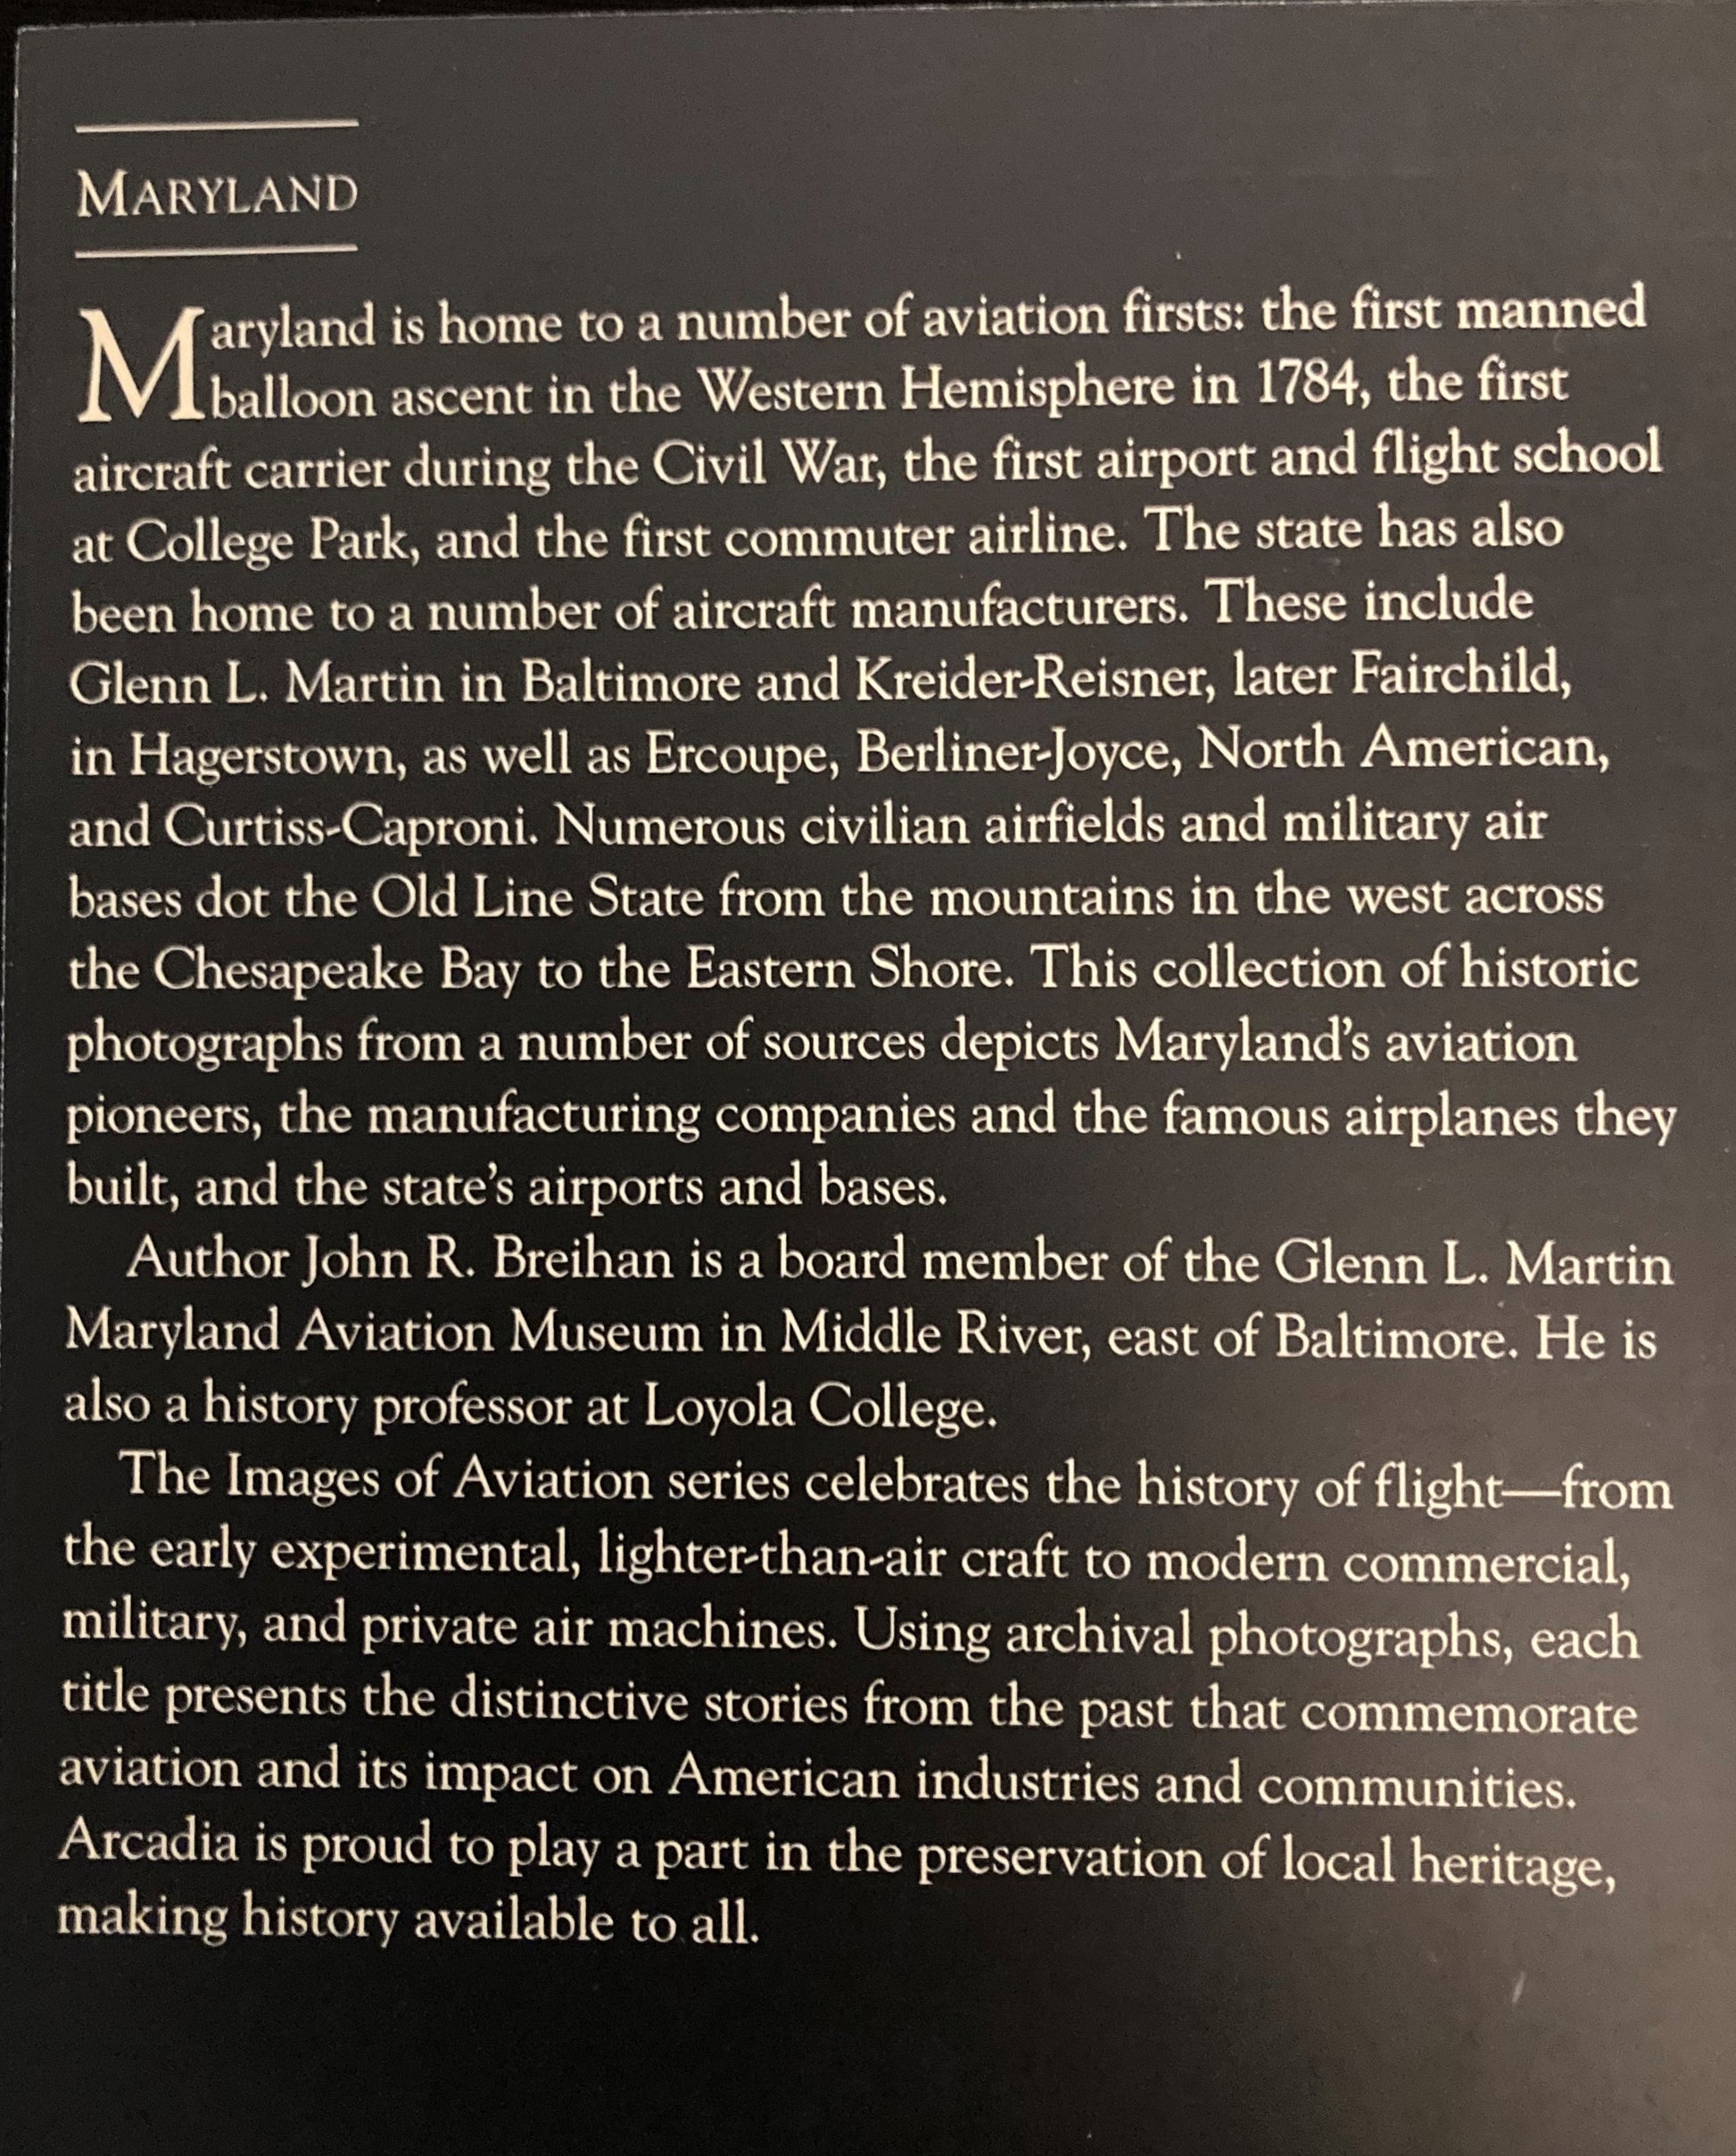 MARYLAND
Maryland is home to a number of aviation firsts: the first manned
balloon ascent in the Western Hemisphere in 1784, the first
aircraft carrier during the Civil War, the first airport and flight school
at College Park, and the first commuter airline. The state has also
been home to a number of aircraft manufacturers. These include
Glenn L. Martin in Baltimore and Kreider-Reisner, later Fairchild,
in Hagerstown, as well as Ercoupe, Berliner-Joyce, North American,
and Curtiss-Caproni. Numerous civilian airfields and military air
bases dot the Old Line State from the mountains in the west across
the Chesapeake Bay to the Eastern Shore. This collection of historic
photographs from a number of sources depicts Maryland's aviation
pioneers, the manufacturing companies and the famous airplanes they
built, and the state's airports and bases.
Author John R. Breihan is a board member of the Glenn L. Martin
Maryland Aviation Museum in Middle River, east of Baltimore. He is
also a history professor at Loyola College.
The Images of Aviation series celebrates the history of flight—from
the early experimental, lighter-than-air craft to modern commercial,
military, and private air machines. Using archival photographs, each
title presents the distinctive stories from the past that commemorate
aviation and its impact on American industries and communities.
Arcadia is proud to play a part in the preservation of local heritage,
making history available to all.